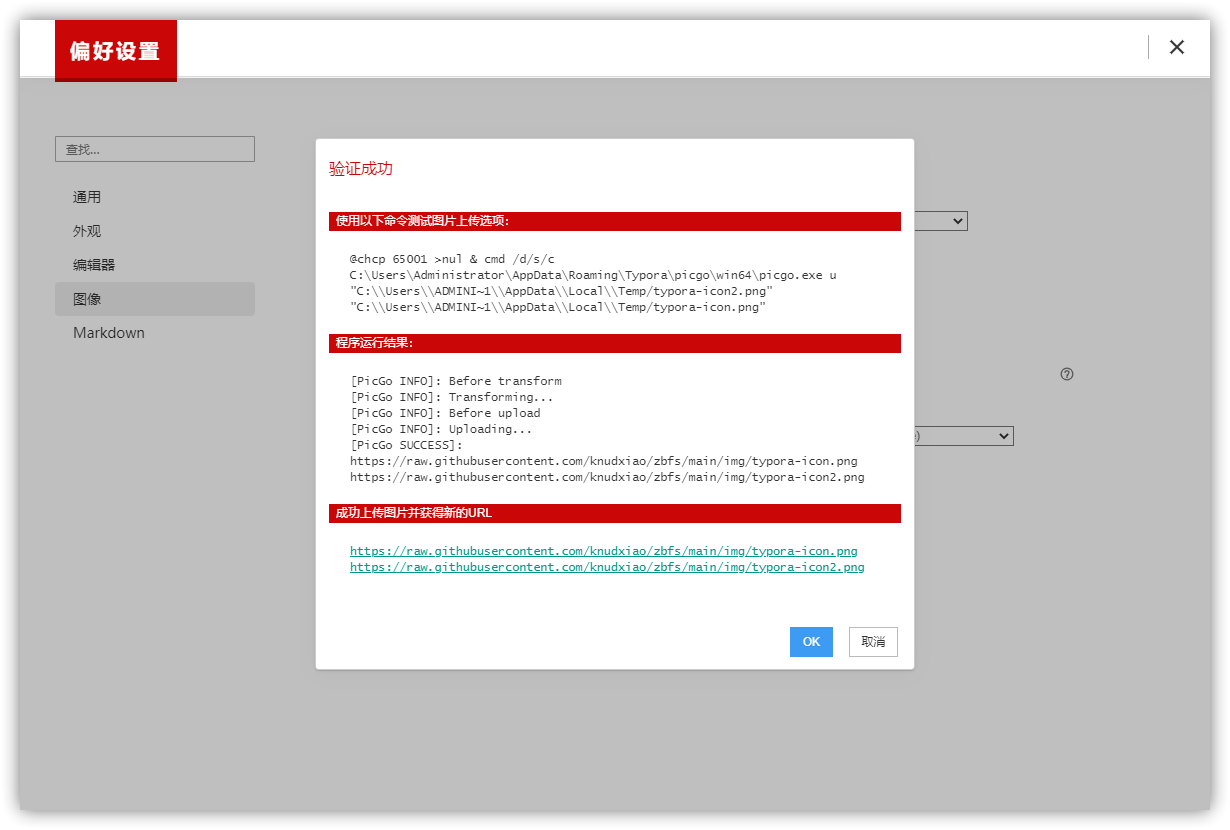 偏好设置
查找...
通用
外观
编辑器
图像
Markdown
验证成功
使用以下命令测试图片上传选项：
@chcp 65001 >nul & cmd /d/s/c
C:\Users\Administrator\AppData\Roaming\Typora\picgo\win64\picgo.exe u
"C:\\Users\\ADMINI~1\\AppData\\Local\\Temp/typora-icon2.png"
"C:\\Users\\ADMINI~1\\AppData\\Local\\Temp/typora-icon.png"
程序运行结果：
[PicGo INFO]: Before transform
[PicGo INFO]: Transforming...
[PicGo INFO]: Before upload
[PicGo INFO]: Uploading...
[PicGo SUCCESS]:
https://raw.githubusercontent.com/knudxiao/zbfs/main/img/typora-icon.png
https://raw.githubusercontent.com/knudxiao/zbfs/main/img/typora-icon2.png
成功上传图片并获得新的URL
https://raw.githubusercontent.com/knudxiao/zbfs/main/img/typora-icon.png
https://raw.githubusercontent.com/knudxiao/zbfs/main/img/typora-icon2.png
OK
取消